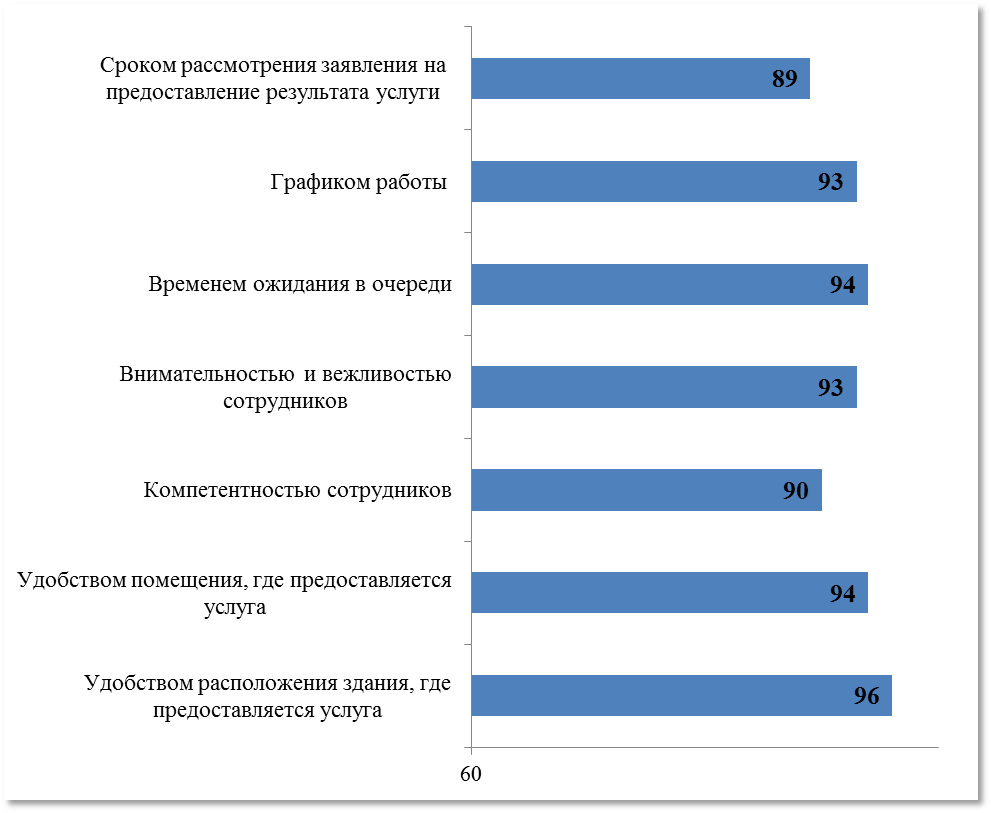 Сроком рассмотрения заявления на
предоставление результата услуги
89
Графиком работы
93
Временем ожидания в очереди
94
Внимательностью и вежливостью
сотрудников
93
Компетентностью сотрудников
90
Удобством помещения, где предоставляется
услуга
94
Удобством расположения здания, где
предоставляется услуга
96
60